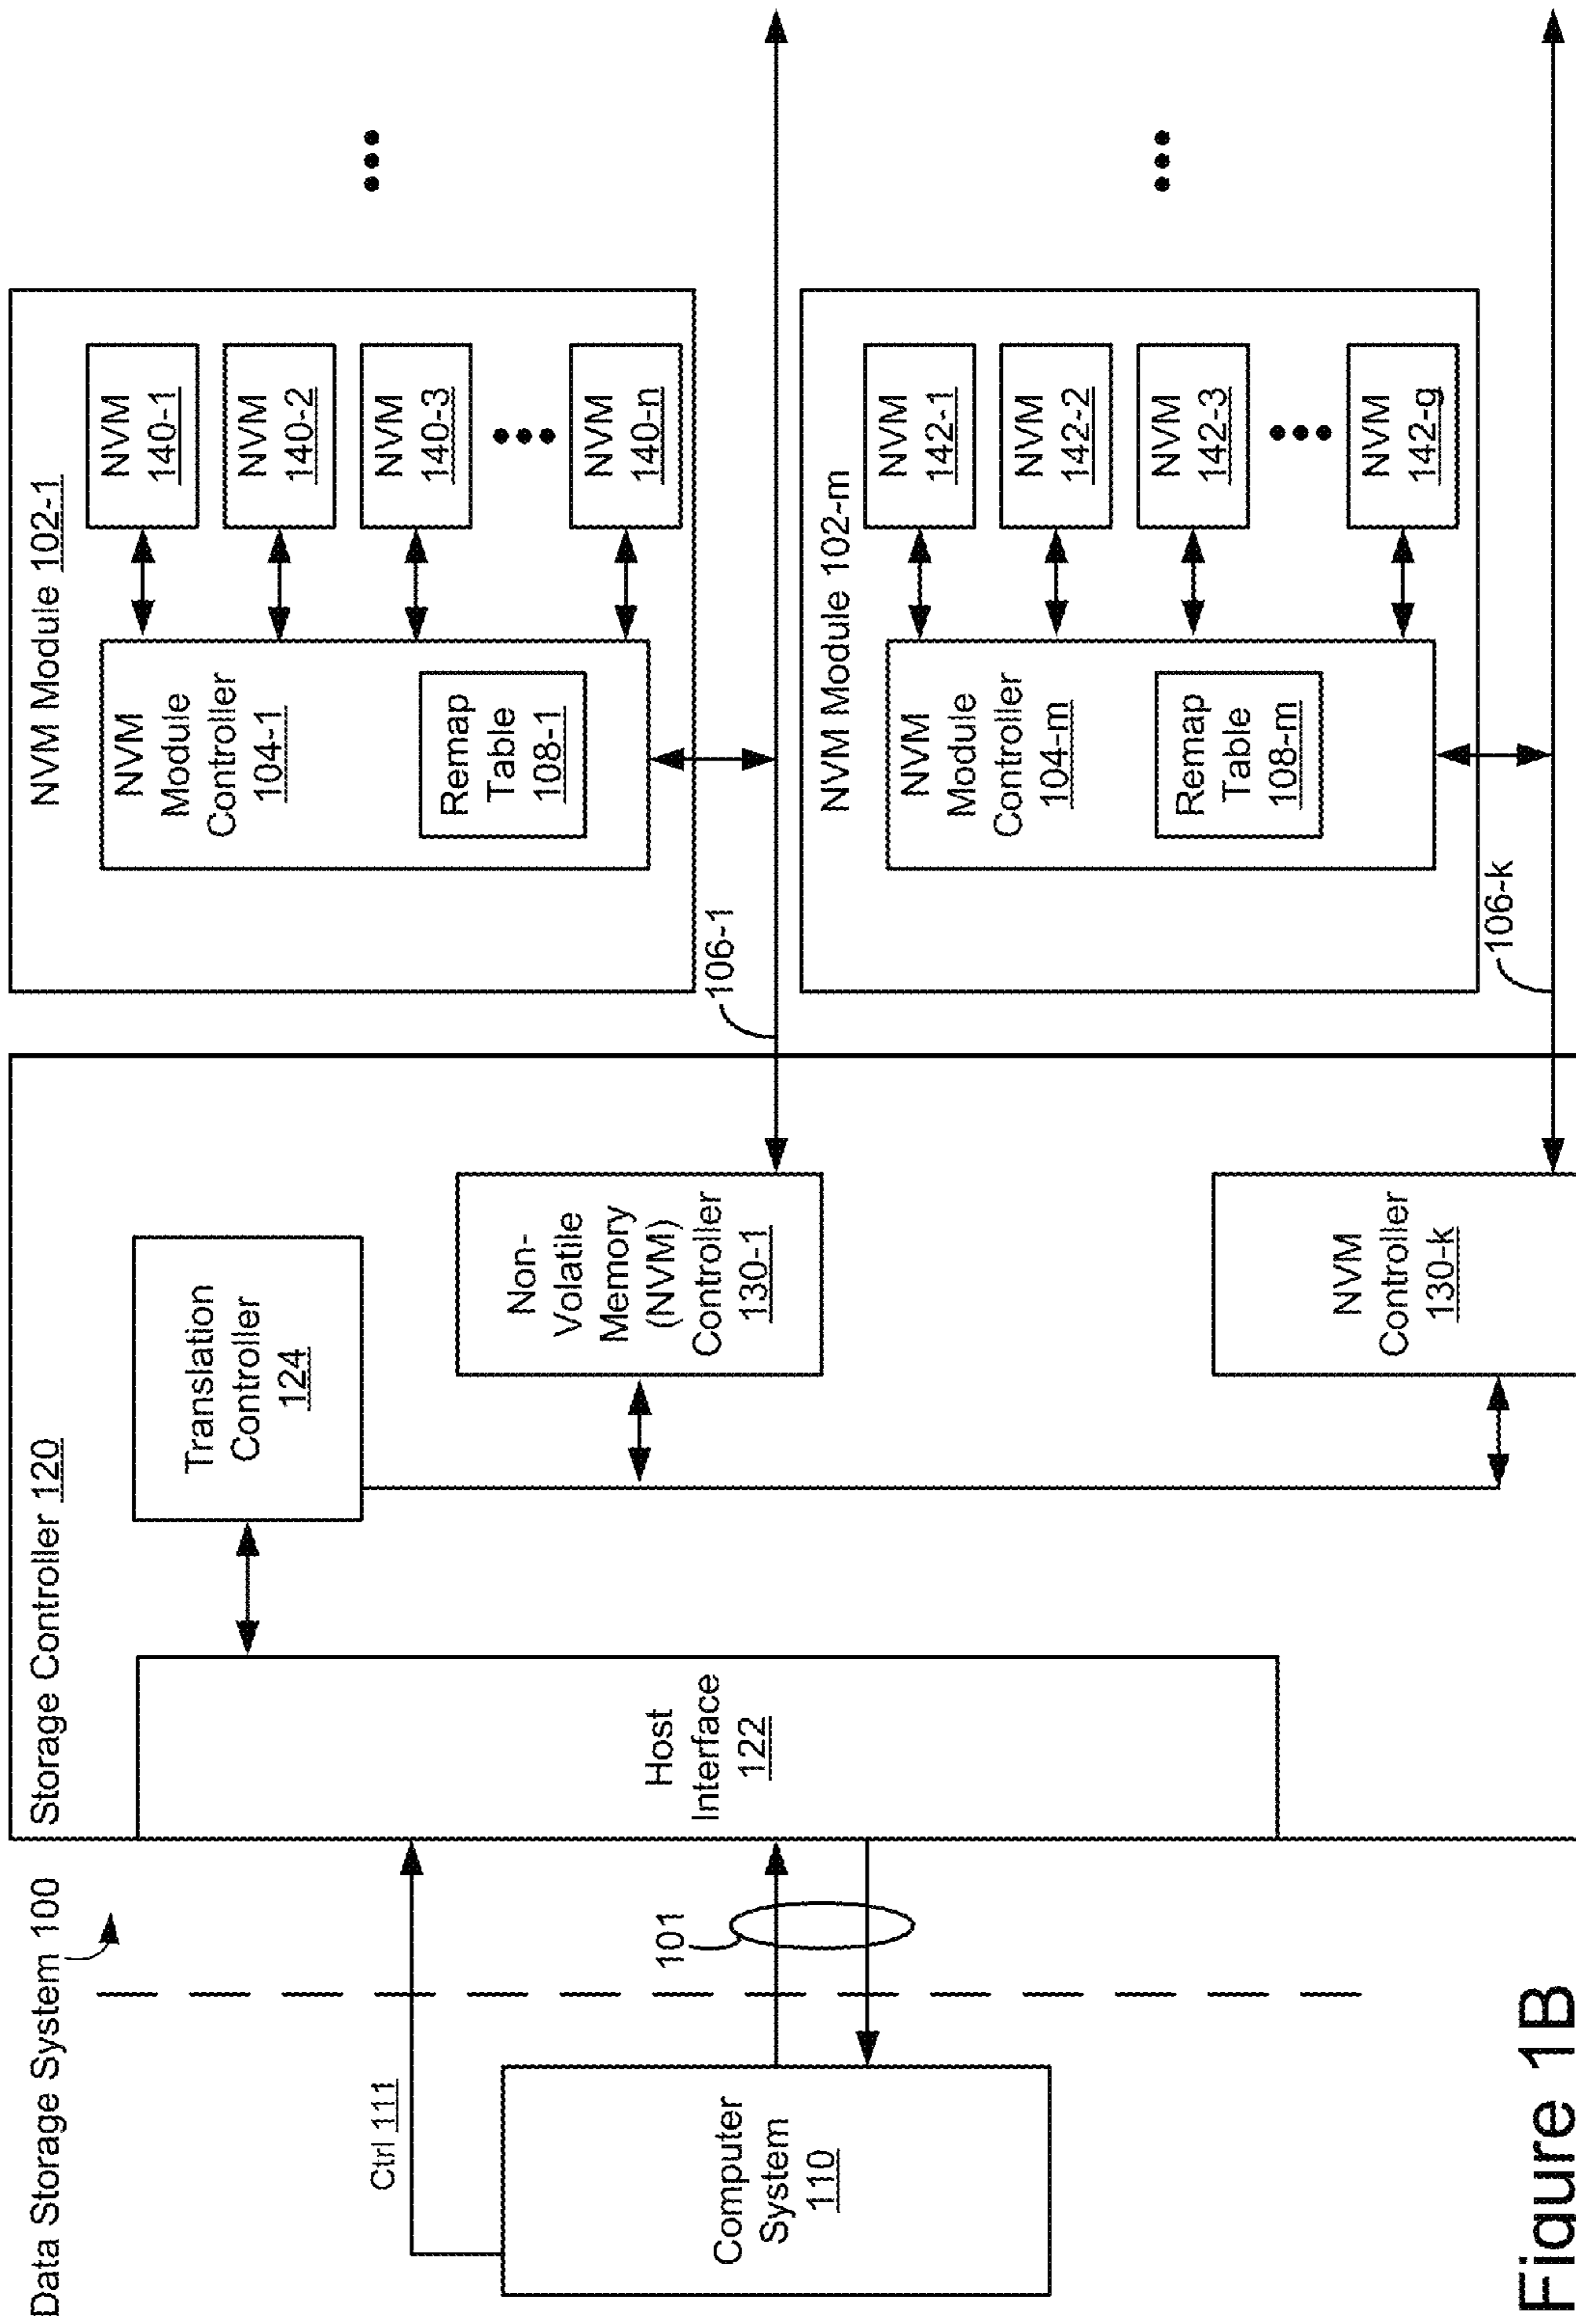 Data Storage System 100
Computer
System
110
Ctrl 111
101
Storage Controller 120
Host
Interface
122
Translation
Controller
124
Non-
Volatile
Memory
(NVM)
Controller
130-1
NVM
Controller
130-k
106-1
106-k
NVM Module 102-1
NVM
Module
Controller
104-1
Remap
Table
108-1
NVM
140-1
NVM
140-2
NVM
140-3
NVM
140-n
NVM Module 102-m
NVM
Module
Controller
104-m
Remap
Table
108-m
NVM
142-1
NVM
142-2
NVM
142-3
NVM
142-g
Figure 1B